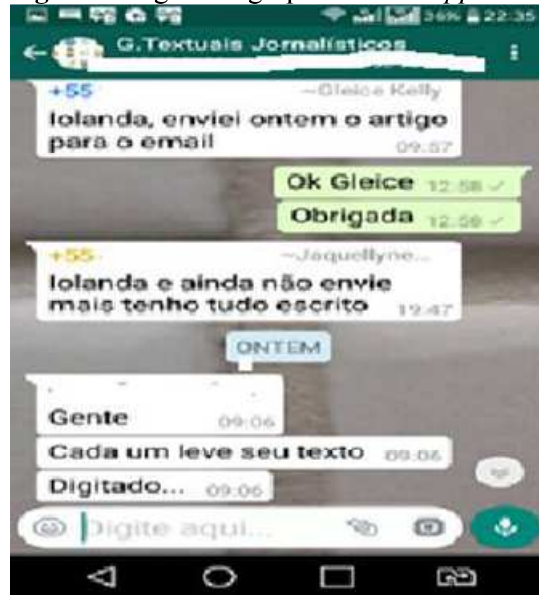 36% 22:35
G.Textuais Jornalísticos
+55 ~Gleice Kelly
Iolanda, enviei ontem o artigo
para o email 09:57
Ok Gleice 12:58
Obrigada 12:58
+55 ~Jaquellyne...
Iolanda e ainda não envie
mais tenho tudo escrito 19:47
ONTEM
Gente 09:06
Cada um leve seu texto 09:06
Digitado... 09:06
Digite aqui...